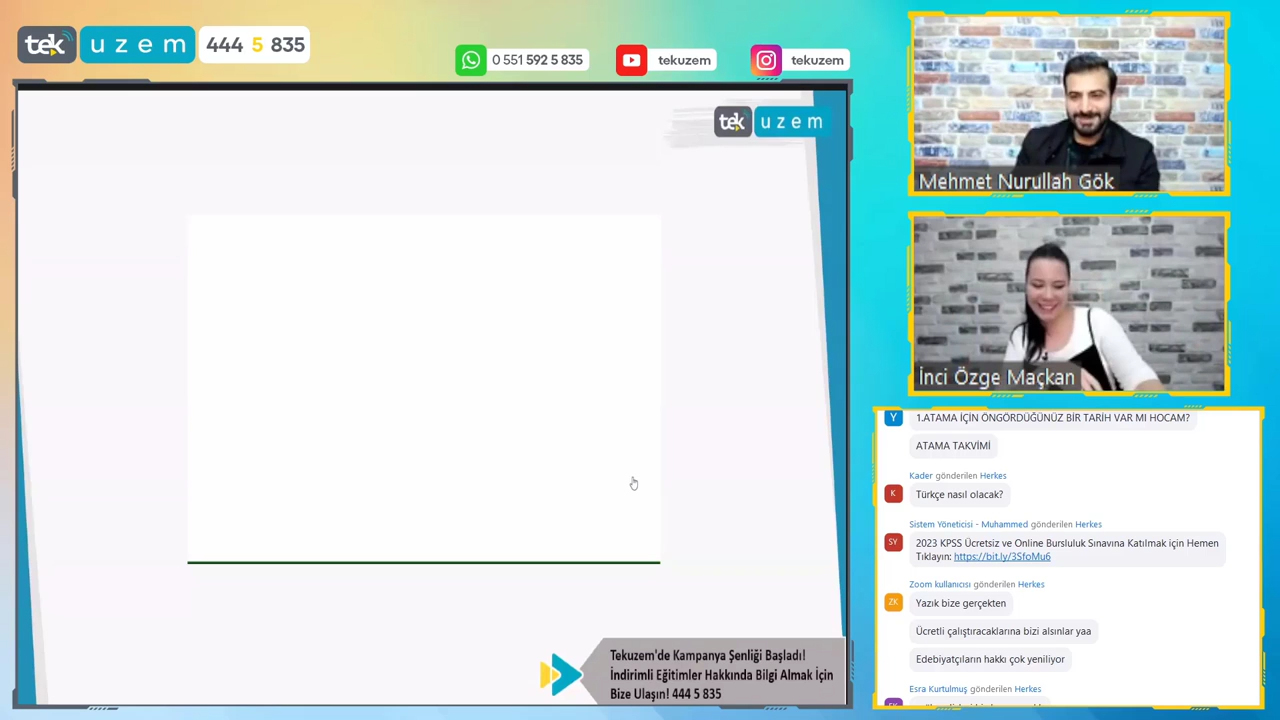 tek uzem 444 5 835
0 551 592 5 835
tekuzem
tekuzem
tek uzem
Mehmet Nurullah Gök
İnci Özge Maçkan
Y
1.ATAMA İÇİN ÖNGÖRDÜĞÜNÜZ BİR TARİH VAR MI HOCAM?
ATAMA TAKVİMİ
Kader gönderilen Herkes
K
Türkçe nasıl olacak?
Sistem Yöneticisi - Muhammed gönderilen Herkes
SY
2023 KPSS Ücretsiz ve Online Bursluluk Sınavına Katılmak için Hemen
Tıklayın: https://bit.ly/3SfoMu6
Zoom kullanıcısı gönderilen Herkes
ZK
Yazık bize gerçekten
Ücretli çalıştıracaklarına bizi alsınlar yaa
Edebiyatçıların hakkı çok yeniliyor
Esra Kurtulmuş gönderilen Herkes
EK
Tekuzem'de Kampanya Şenliği Başladı!
İndirimli Eğitimler Hakkında Bilgi Almak İçin
Bize Ulaşın! 444 5 835